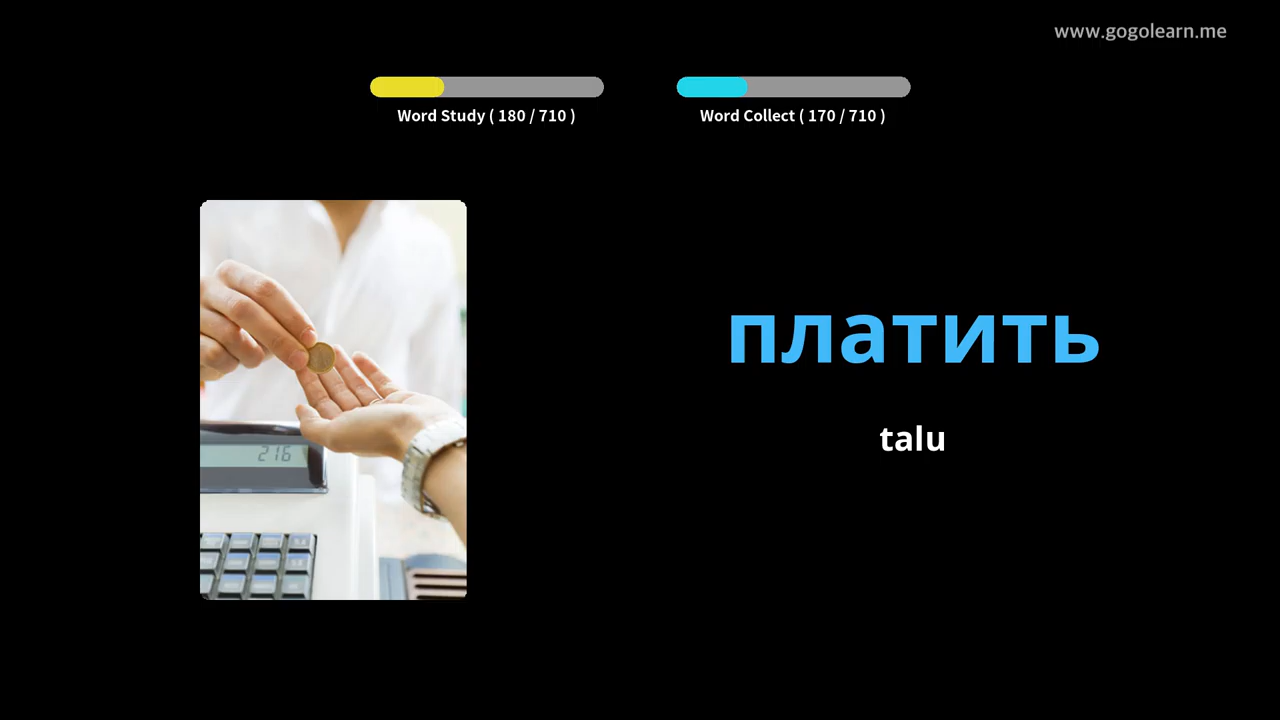 www.gogolearn.me
Word Study ( 180 / 710 )
Word Collect ( 170 / 710 )
платить
talu
216